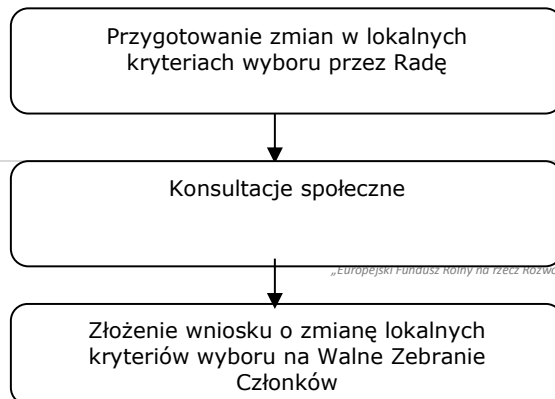 Przygotowanie zmian w lokalnych
kryteriach wyboru przez Radę
Konsultacje społeczne
„Europejski Fundusz Rolny na rzecz Rozwo
Złożenie wniosku o zmianę lokalnych
kryteriów wyboru na Walne Zebranie
Członków